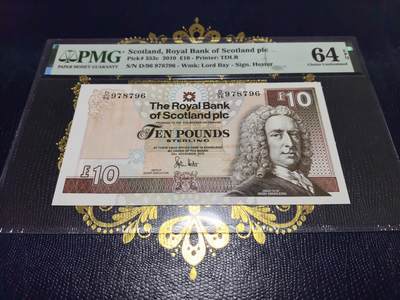 PMG
PAPER MONEY GUARANTY
Scotland, Royal Bank of Scotland plc
Pick# 353c 2010 £10 - Printer: TDLR
S/N D/96 978796 - Wmk: Lord Ilay - Sign. Hester
64 EPQ
Choice Uncirculated
D/96 978796
D/96 978796
£10
The Royal Bank
of Scotland plc
TEN POUNDS
STERLING
£10